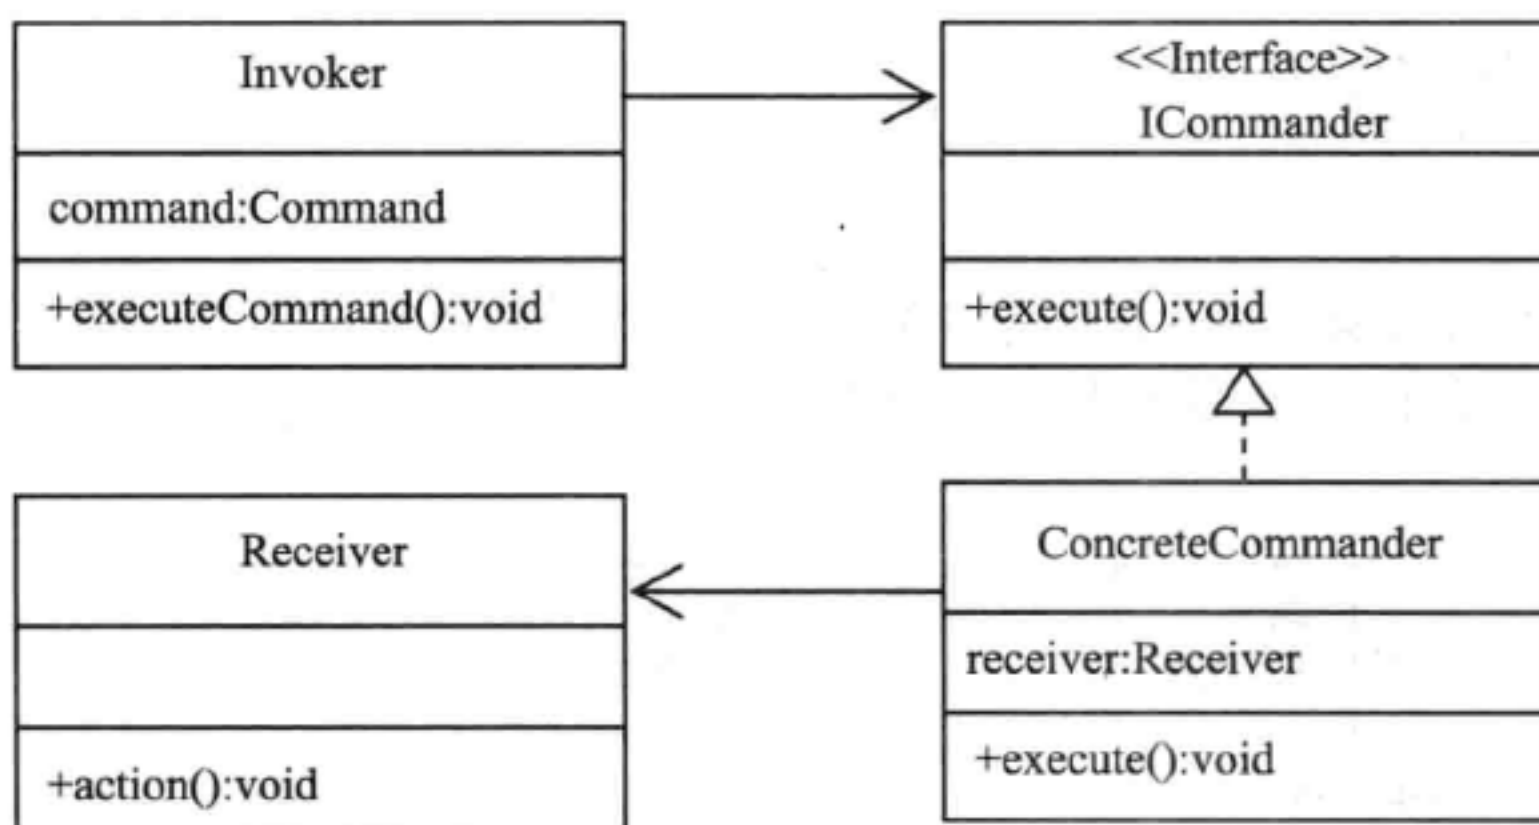 Invoker
command:Command
+executeCommand():void
<<Interface>>
ICommander
+execute():void
Receiver
+action():void
ConcreteCommander
receiver:Receiver
+execute():void